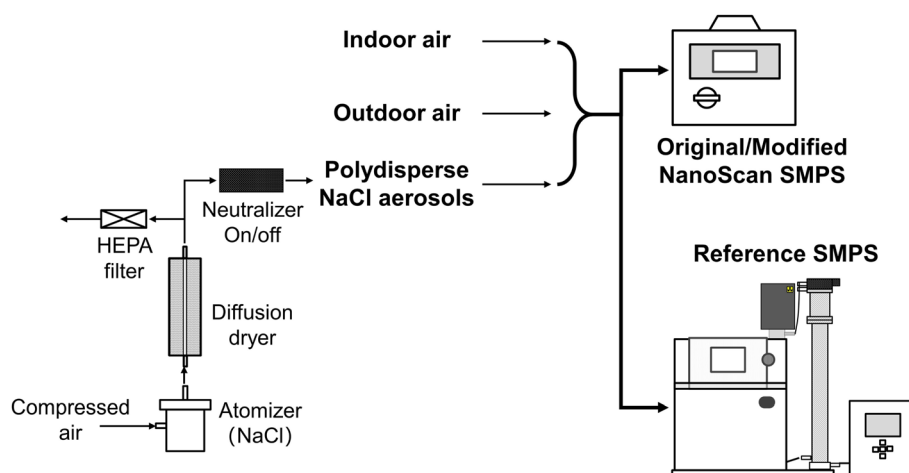 Indoor air
Outdoor air
Polydisperse
NaCl aerosols
Original/Modified
NanoScan SMPS
Neutralizer
On/off
HEPA
filter
Reference SMPS
Diffusion
dryer
Compressed
air
Atomizer
(NaCl)